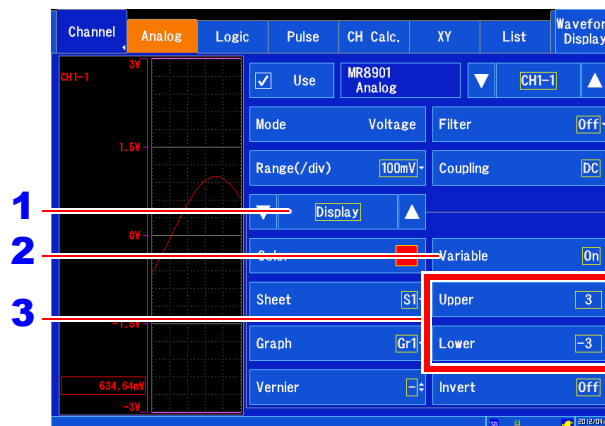 Channel Analog Logic Pulse CH Calc. XY List Waveform Display
CH1-1 3V Use MR8901 Analog CH1-1
Mode Voltage Filter Off
1.5V
Range(/div) 100mV Coupling DC
1 Display
0V
2 Color Variable On
3 Sheet S1 Upper 3
-1.5V
Graph Gr1 Lower -3
634.64mV Vernier Invert Off
-3V
SD